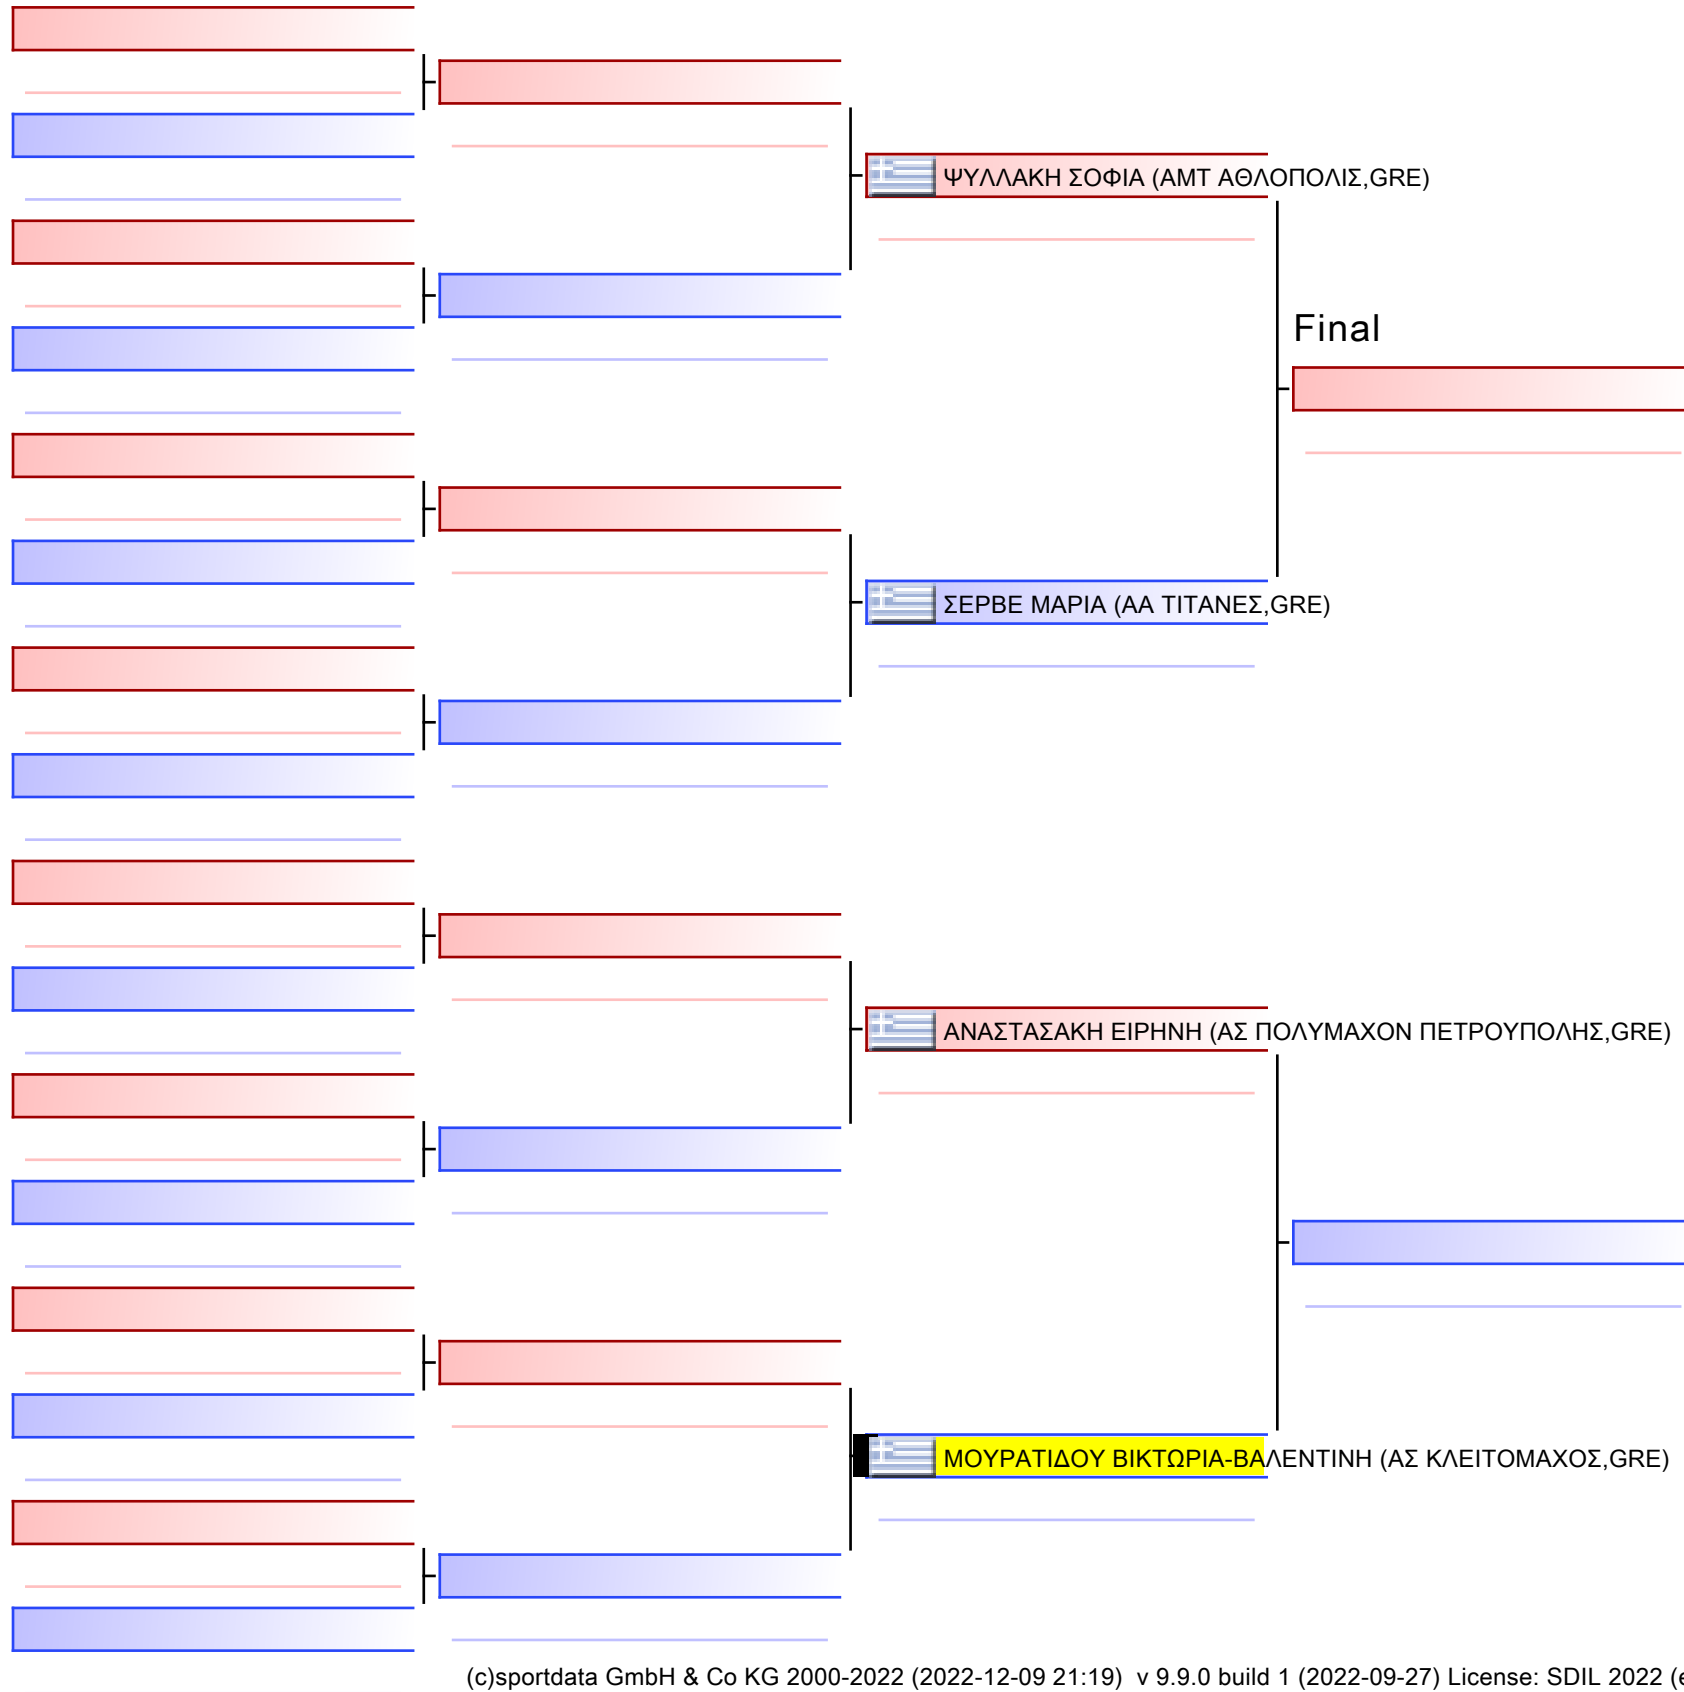 ΨΥΛΛΑΚΗ ΣΟΦΙΑ (ΑΜΤ ΑΘΛΟΠΟΛΙΣ,GRE)
Final
ΣΕΡΒΕ ΜΑΡΙΑ (ΑΑ ΤΙΤΑΝΕΣ,GRE)
ΑΝΑΣΤΑΣΑΚΗ ΕΙΡΗΝΗ (ΑΣ ΠΟΛΥΜΑΧΟΝ ΠΕΤΡΟΥΠΟΛΗΣ,GRE)
ΜΟΥΡΑΤΙΔΟΥ ΒΙΚΤΩΡΙΑ-ΒΑΛΕΝΤΙΝΗ (ΑΣ ΚΛΕΙΤΟΜΑΧΟΣ,GRE)
(c)sportdata GmbH & Co KG 2000-2022 (2022-12-09 21:19) v 9.9.0 build 1 (2022-09-27) License: SDIL 2022 (